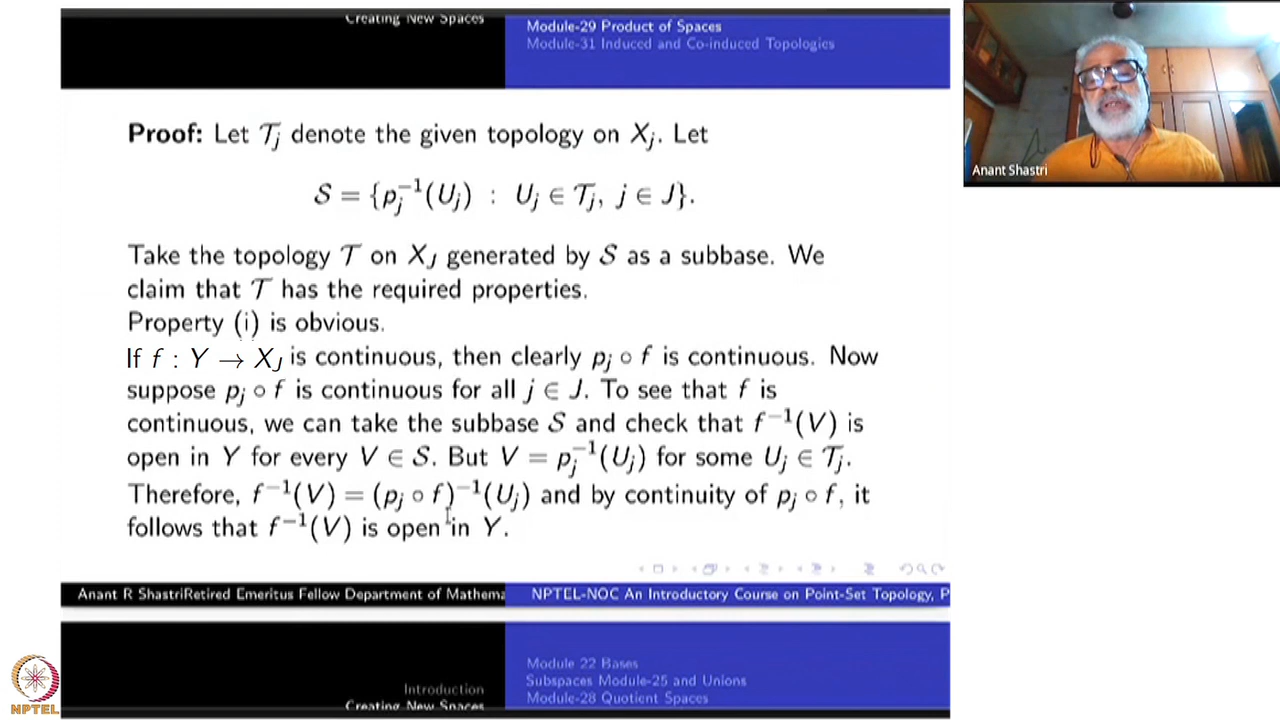 Creating New Spaces
Module-29 Product of Spaces
Module-31 Induced and Co-induced Topologies
Proof: Let 𝒯ⱼ denote the given topology on Xⱼ. Let
𝒮 = {pⱼ⁻¹(Uⱼ) : Uⱼ ∈ 𝒯ⱼ, j ∈ J}.
Take the topology 𝒯 on X_J generated by 𝒮 as a subbase. We
claim that 𝒯 has the required properties.
Property (i) is obvious.
If f : Y → X_J is continuous, then clearly pⱼ ∘ f is continuous. Now
suppose pⱼ ∘ f is continuous for all j ∈ J. To see that f is
continuous, we can take the subbase 𝒮 and check that f⁻¹(V) is
open in Y for every V ∈ 𝒮. But V = pⱼ⁻¹(Uⱼ) for some Uⱼ ∈ 𝒯ⱼ.
Therefore, f⁻¹(V) = (pⱼ ∘ f)⁻¹(Uⱼ) and by continuity of pⱼ ∘ f, it
follows that f⁻¹(V) is open in Y.
Anant R ShastriRetired Emeritus Fellow Department of Mathema
NPTEL-NOC An Introductory Course on Point-Set Topology, P
Module 22 Bases
Subspaces Module-25 and Unions
Module-28 Quotient Spaces
Introduction
Creating New Spaces
Anant Shastri
NPTEL